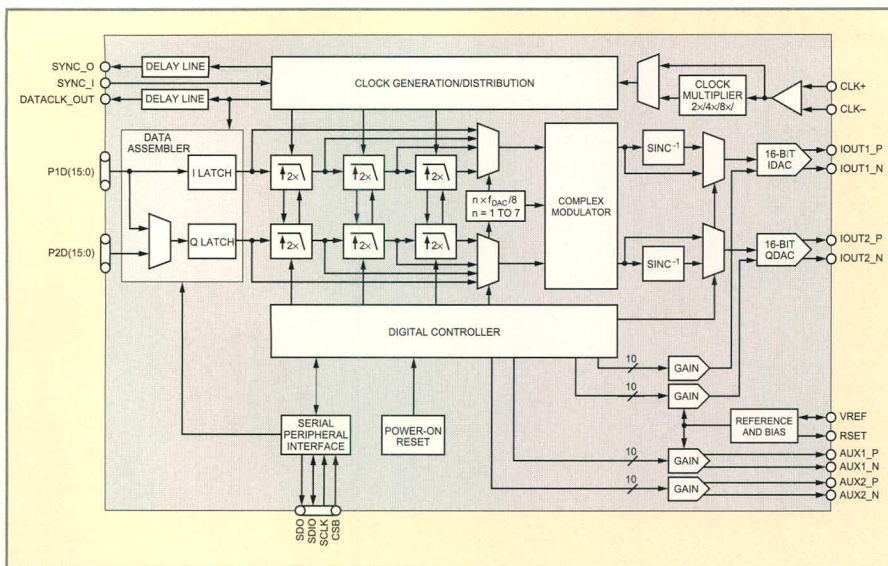 SYNC_O
DELAY LINE
CLOCK GENERATION/DISTRIBUTION
SYNC_I
DATACLK_OUT
DELAY LINE
CLOCK
MULTIPLIER
2×/4×/8×/
CLK+
CLK–
DATA
ASSEMBLER
P1D(15:0)
I LATCH
2×
2×
2×
n × fDAC/8
n = 1 TO 7
COMPLEX
MODULATOR
SINC⁻¹
16-BIT
IDAC
IOUT1_P
IOUT1_N
P2D(15:0)
Q LATCH
2×
2×
2×
SINC⁻¹
16-BIT
QDAC
IOUT2_P
IOUT2_N
DIGITAL CONTROLLER
10
GAIN
10
GAIN
SERIAL
PERIPHERAL
INTERFACE
POWER-ON
RESET
REFERENCE
AND BIAS
VREF
RSET
10
GAIN
AUX1_P
AUX1_N
10
GAIN
AUX2_P
AUX2_N
SDO
SDIO
SCLK
CSB